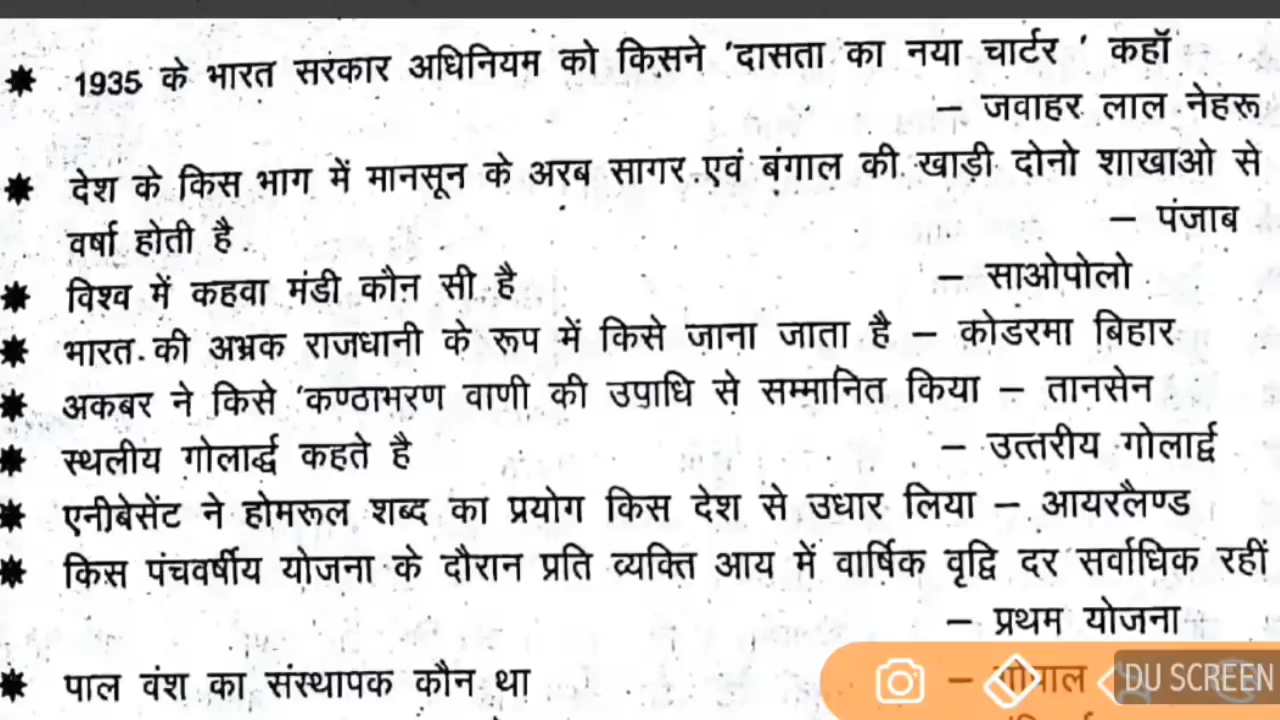 ✷ 1935 के भारत सरकार अधिनियम को किसने 'दासता का नया चार्टर ' कहॉ
– जवाहर लाल नेहरू
✷ देश के किस भाग में मानसून के अरब सागर एवं बंगाल की खाड़ी दोनो शाखाओ से
– पंजाब
वर्षा होती है
✷ विश्व में कहवा मंडी कौन सी है – साओपोलो
✷ भारत की अभ्रक राजधानी के रूप में किसे जाना जाता है – कोडरमा बिहार
✷ अकबर ने किसे 'कण्ठाभरण वाणी की उपाधि से सम्मानित किया – तानसेन
✷ स्थलीय गोलार्द्ध कहते है – उत्तरीय गोलार्द्व
✷ एनीबेसेंट ने होमरूल शब्द का प्रयोग किस देश से उधार लिया – आयरलैण्ड
✷ किस पंचवर्षीय योजना के दौरान प्रति व्यक्ति आय में वार्षिक वृद्वि दर सर्वाधिक रहीं
– प्रथम योजना
✷ पाल वंश का संस्थापक कौन था – गोपाल
DU SCREEN